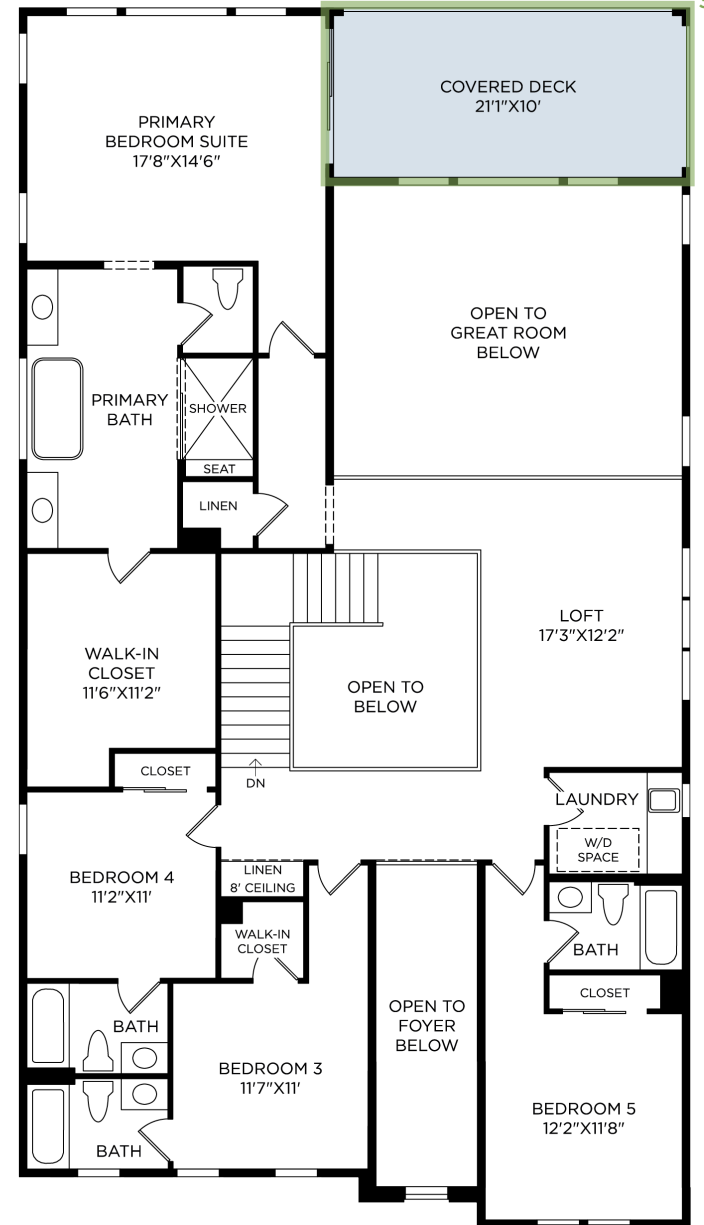 COVERED DECK
21'1"X10'
PRIMARY
BEDROOM SUITE
17'8"X14'6"
OPEN TO
GREAT ROOM
BELOW
PRIMARY
BATH
SHOWER
SEAT
LINEN
LOFT
17'3"X12'2"
WALK-IN
CLOSET
11'6"X11'2"
OPEN TO
BELOW
CLOSET
DN
LAUNDRY
W/D
SPACE
BEDROOM 4
11'2"X11'
LINEN
8' CEILING
WALK-IN
CLOSET
BATH
CLOSET
OPEN TO
FOYER
BELOW
BATH
BEDROOM 3
11'7"X11'
BEDROOM 5
12'2"X11'8"
BATH